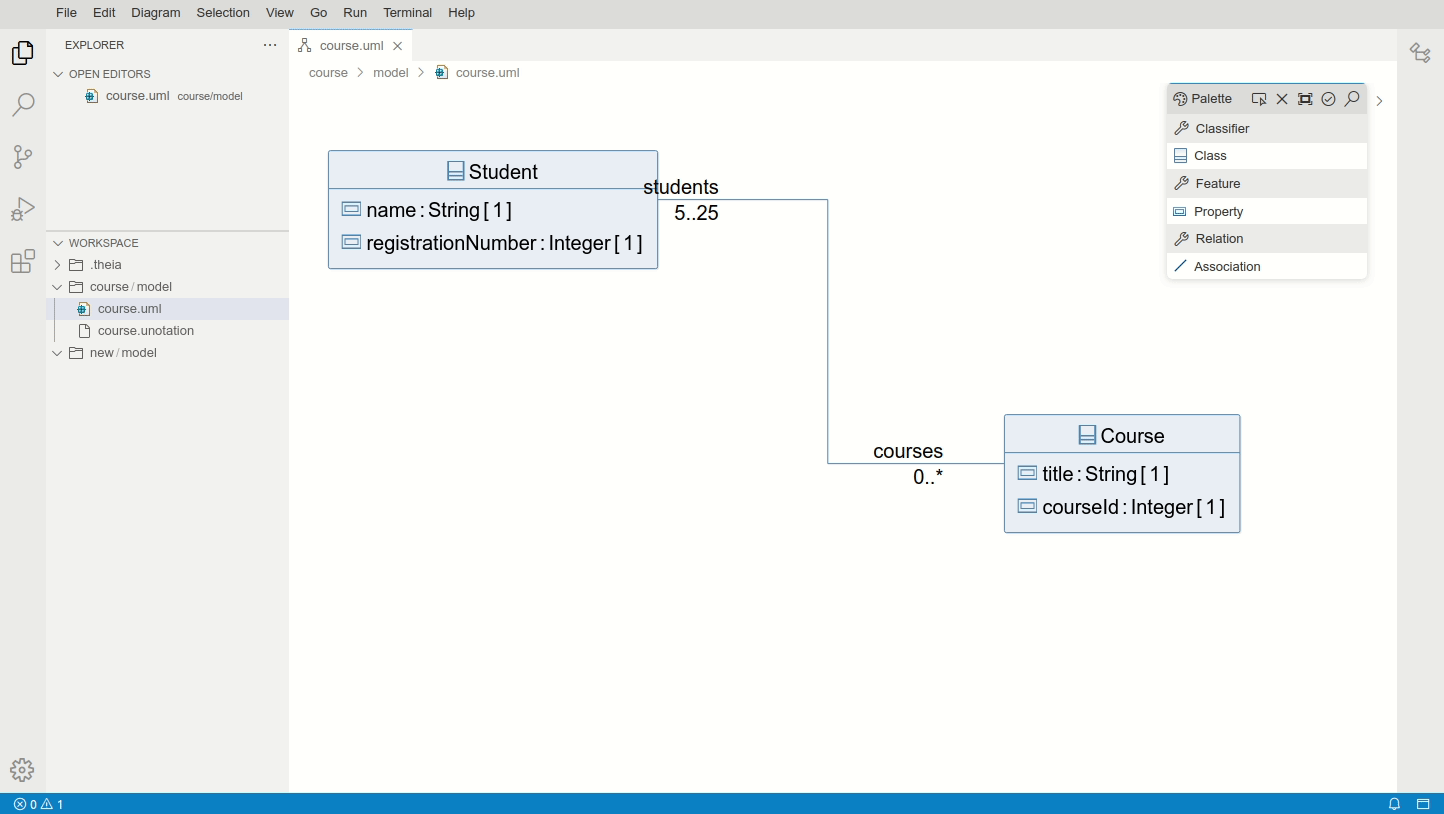 File Edit Diagram Selection View Go Run Terminal Help
EXPLORER
OPEN EDITORS
course.uml course/model
WORKSPACE
.theia
course / model
course.uml
course.unotation
new / model
course.uml
course model course.uml
Student
name : String [ 1 ]
registrationNumber : Integer [ 1 ]
students
5..25
courses
0..*
Course
title : String [ 1 ]
courseId : Integer [ 1 ]
Palette
Classifier
Class
Feature
Property
Relation
Association
0 1